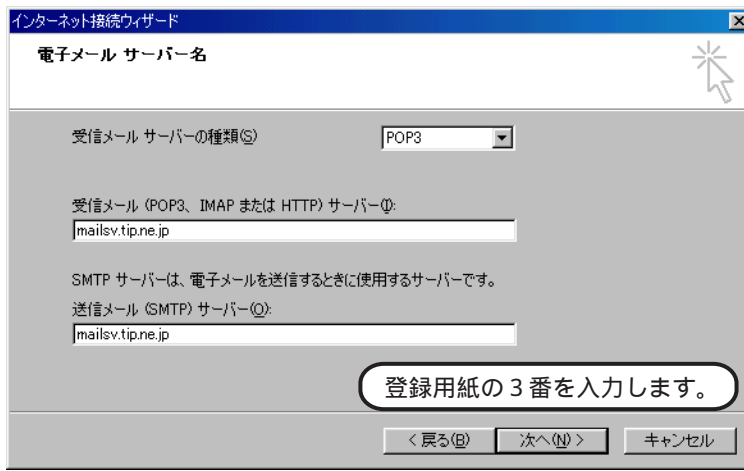 インターネット接続ウィザード
電子メール サーバー名
受信メール サーバーの種類(S)
POP3
受信メール (POP3、IMAP または HTTP) サーバー(I):
mailsv.tip.ne.jp
SMTP サーバーは、電子メールを送信するときに使用するサーバーです。
送信メール (SMTP) サーバー(O):
mailsv.tip.ne.jp
登録用紙の3番を入力します。
< 戻る(B)
次へ(N) >
キャンセル